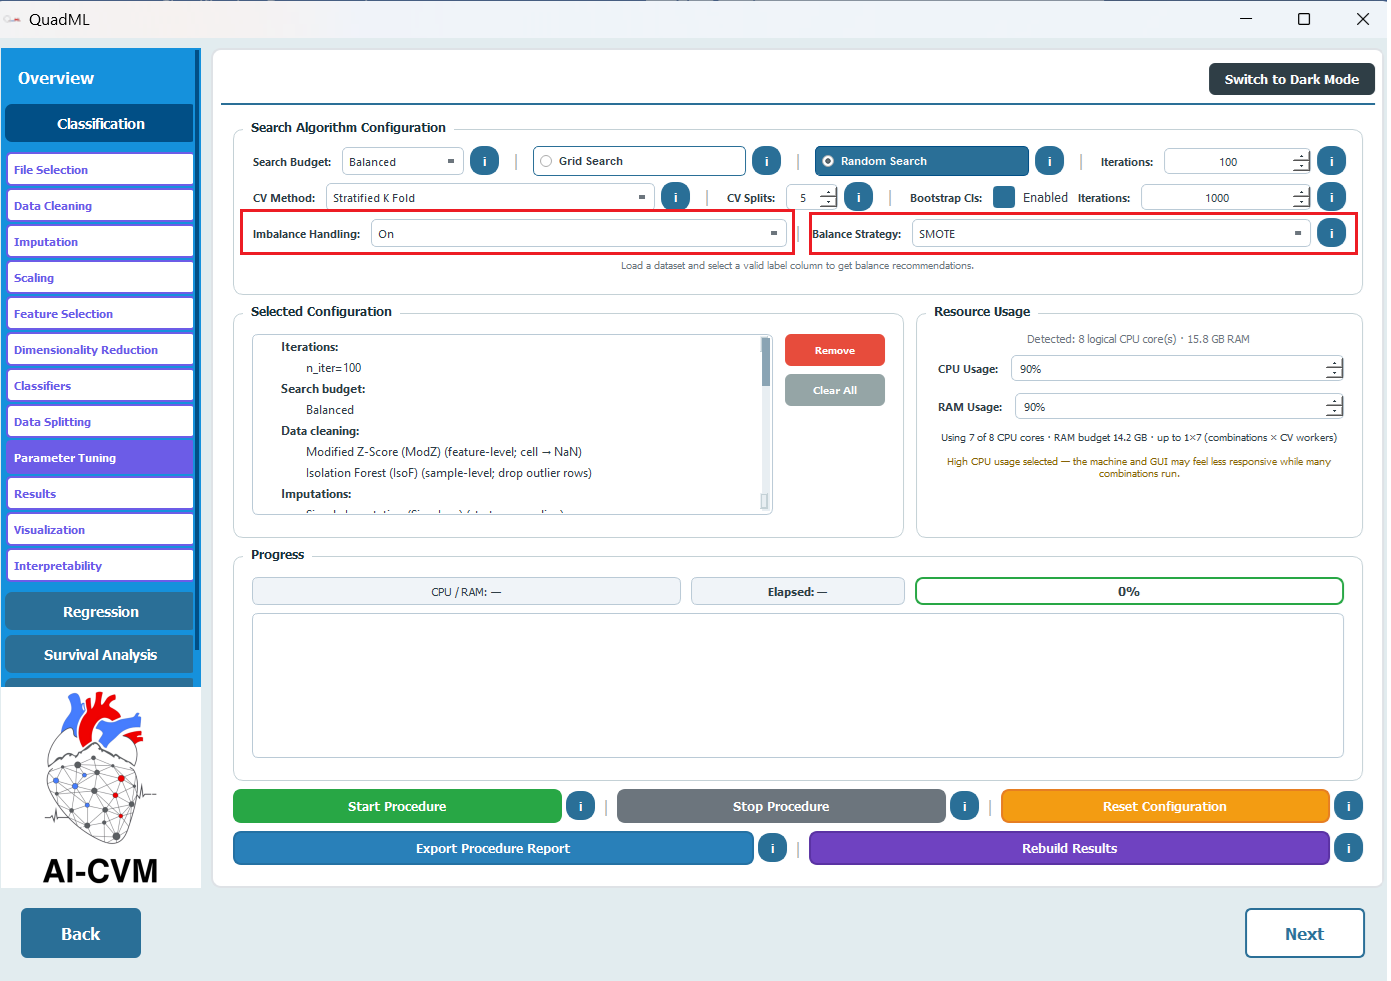 QuadML
Overview
Switch to Dark Mode
Classification
File Selection
Data Cleaning
Imputation
Scaling
Feature Selection
Dimensionality Reduction
Classifiers
Data Splitting
Parameter Tuning
Results
Visualization
Interpretability
Regression
Survival Analysis
AI-CVM
Search Algorithm Configuration
Search Budget: Balanced i | Grid Search i | Random Search i | Iterations: 100 i
CV Method: Stratified K Fold i | CV Splits: 5 i | Bootstrap CIs: Enabled Iterations: 1000 i
Imbalance Handling: On | Balance Strategy: SMOTE i
Load a dataset and select a valid label column to get balance recommendations.
Selected Configuration
Iterations:
n_iter=100
Search budget:
Balanced
Data cleaning:
Modified Z-Score (ModZ) (feature-level; cell → NaN)
Isolation Forest (IsoF) (sample-level; drop outlier rows)
Imputations:
Remove
Clear All
Resource Usage
Detected: 8 logical CPU core(s) · 15.8 GB RAM
CPU Usage: 90%
RAM Usage: 90%
Using 7 of 8 CPU cores · RAM budget 14.2 GB · up to 1×7 (combinations × CV workers)
High CPU usage selected — the machine and GUI may feel less responsive while many
combinations run.
Progress
CPU / RAM: —
Elapsed: —
0%
Start Procedure i | Stop Procedure i | Reset Configuration i
Export Procedure Report i | Rebuild Results i
Back
Next